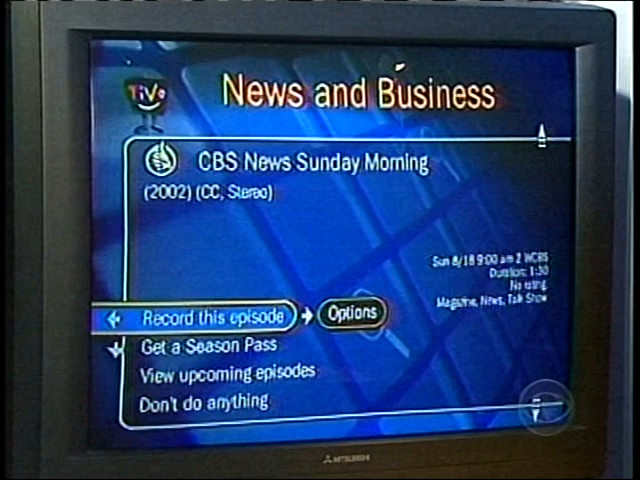 TiVo
News and Business
CBS News Sunday Morning
(2002) (CC, Stereo)
Sun 8/18 9:00 am 2 WCBS
Duration: 1:30
No rating
Magazine, News, Talk Show
Record this episode
Options
Get a Season Pass
View upcoming episodes
Don't do anything
MITSUBISHI